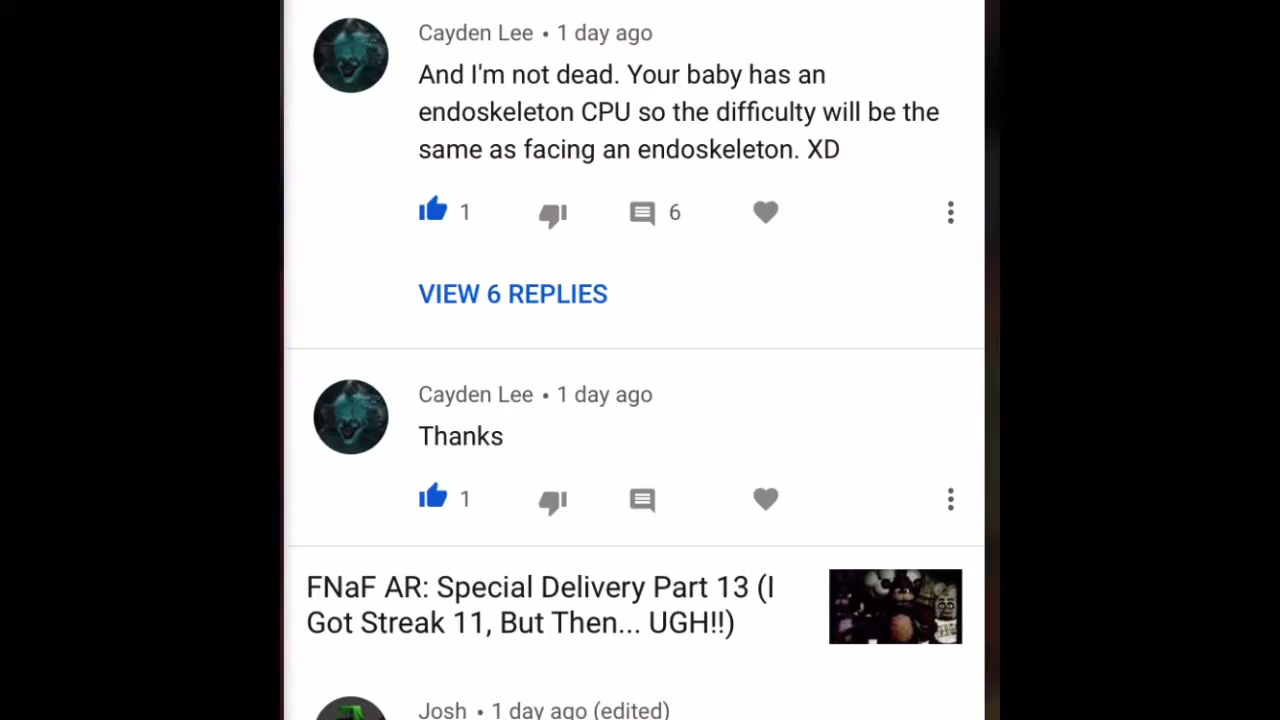 Cayden Lee • 1 day ago
And I'm not dead. Your baby has an
endoskeleton CPU so the difficulty will be the
same as facing an endoskeleton. XD
1 6
VIEW 6 REPLIES
Cayden Lee • 1 day ago
Thanks
1
FNaF AR: Special Delivery Part 13 (I
Got Streak 11, But Then... UGH!!)
Josh • 1 day ago (edited)